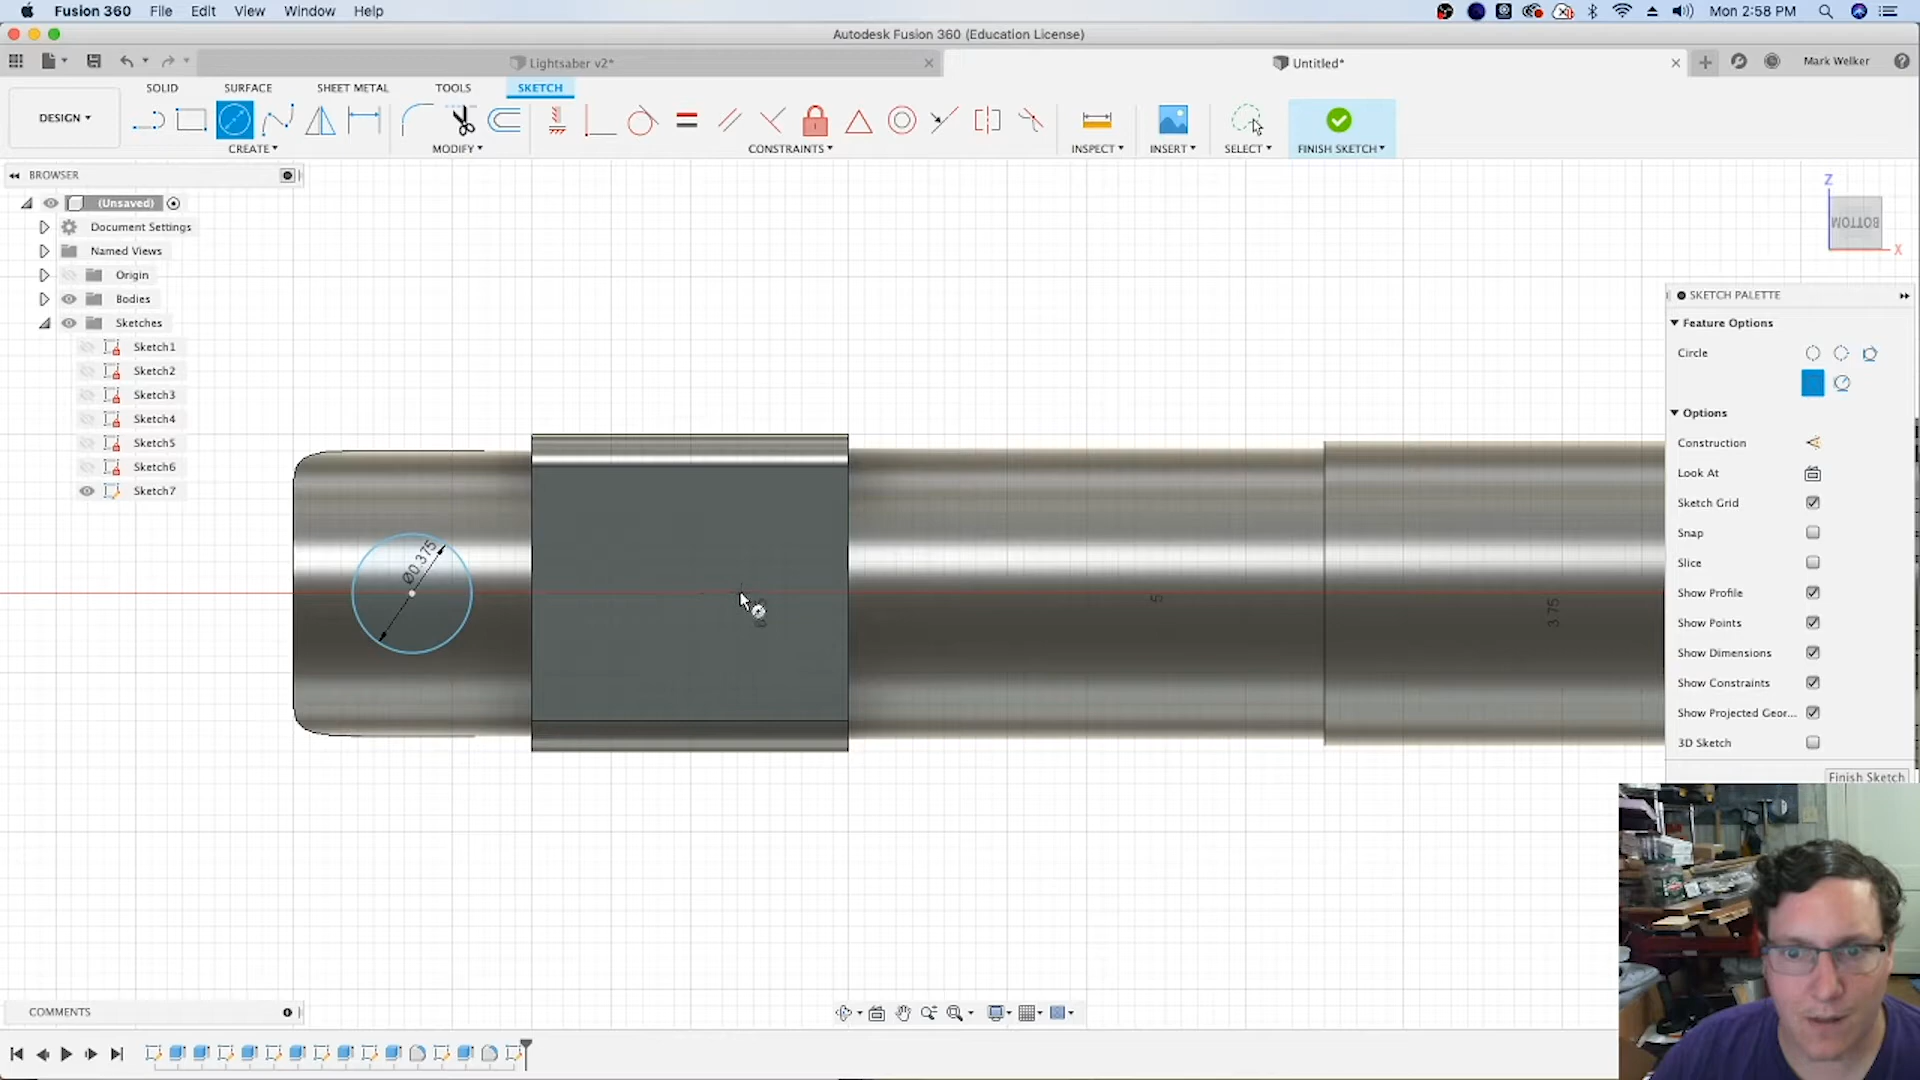 Fusion 360 File Edit View Window Help Mon 2:58 PM
Autodesk Fusion 360 (Education License)
Lightsaber v2* Untitled* Mark Welker
SOLID SURFACE SHEET METAL TOOLS SKETCH
DESIGN
CREATE MODIFY CONSTRAINTS INSPECT INSERT SELECT FINISH SKETCH
BROWSER
(Unsaved)
Document Settings
Named Views
Origin
Bodies
Sketches
Sketch1
Sketch2
Sketch3
Sketch4
Sketch5
Sketch6
Sketch7
Z
BOTTOM
X
Ø0.375
5
3.75
SKETCH PALETTE
Feature Options
Circle
Options
Construction
Look At
Sketch Grid
Snap
Slice
Show Profile
Show Points
Show Dimensions
Show Constraints
Show Projected Geor...
3D Sketch
Finish Sketch
COMMENTS